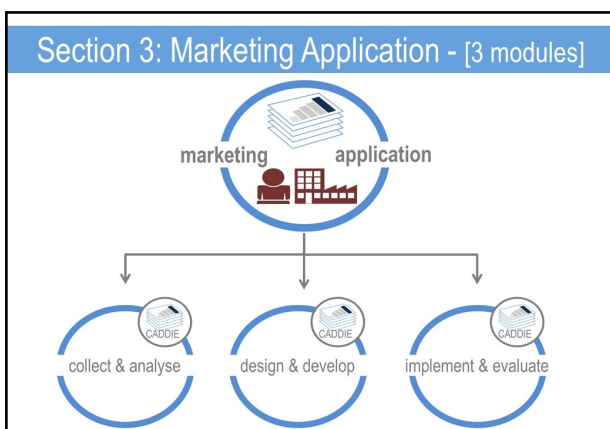 Section 3: Marketing Application - [3 modules]
marketing application
CADDIE CADDIE CADDIE
collect & analyse design & develop implement & evaluate